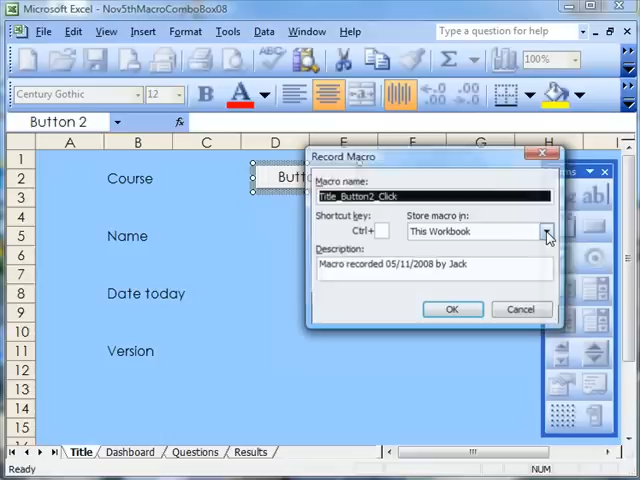 Microsoft Excel - Nov5thMacroComboBox08
File Edit View Insert Format Tools Data Window Help
Type a question for help
Σ 150%
Century Gothic 12 B A
Button 2 fx
A B C D E F G H
1
2 Course Butt
3
4
5 Name
6
7
8 Date today
9
10
11 Version
12
13
14
15
Record Macro
Macro name:
Title_Button2_Click
Shortcut key: Store macro in:
Ctrl+ This Workbook
Description:
Macro recorded 05/11/2008 by Jack
OK Cancel
ab|
Title Dashboard Questions Results
Ready NUM